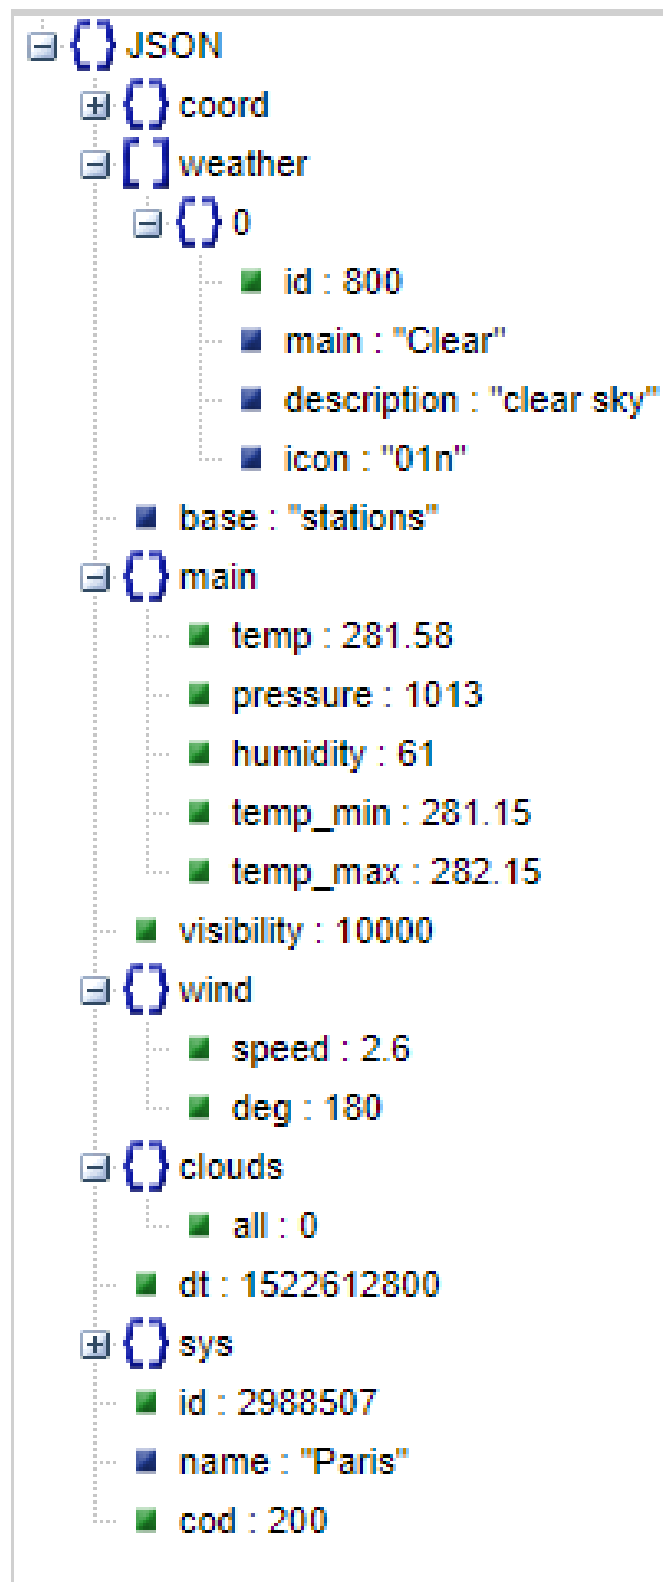 JSON
coord
weather
0
id : 800
main : "Clear"
description : "clear sky"
icon : "01n"
base : "stations"
main
temp : 281.58
pressure : 1013
humidity : 61
temp_min : 281.15
temp_max : 282.15
visibility : 10000
wind
speed : 2.6
deg : 180
clouds
all : 0
dt : 1522612800
sys
id : 2988507
name : "Paris"
cod : 200